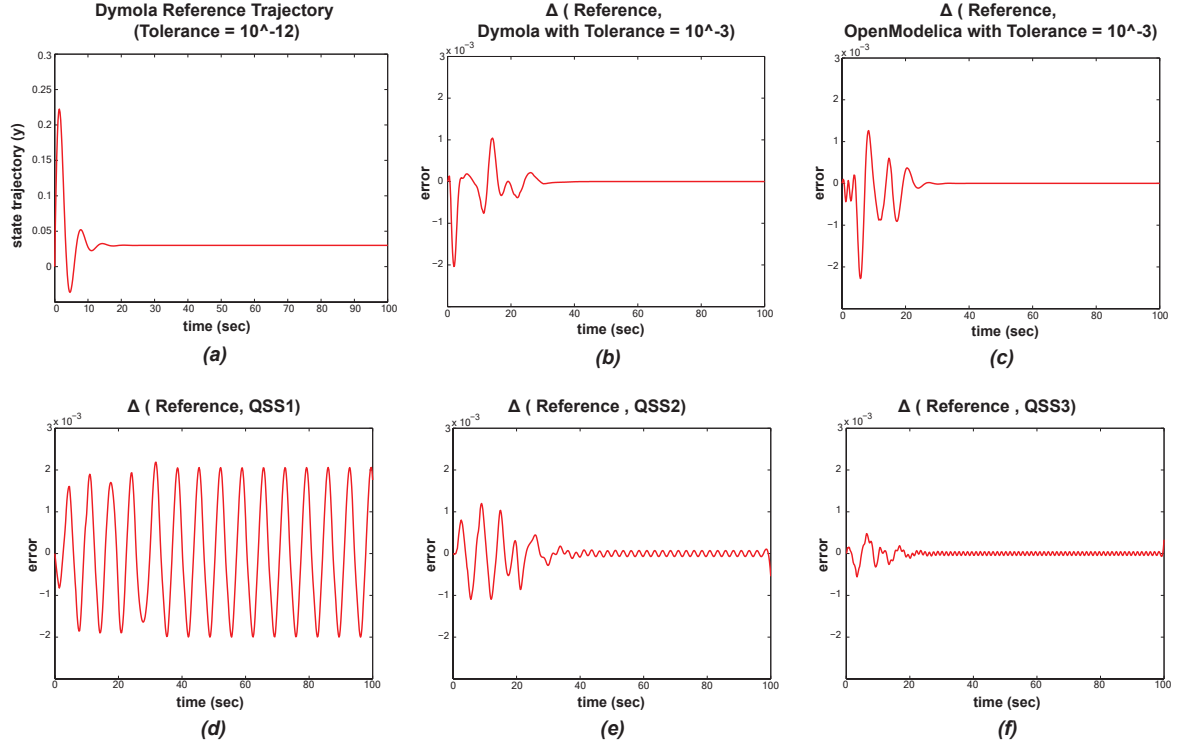 Dymola Reference Trajectory
(Tolerance = 10^-12)
0.3
0.25
0.2
0.15
0.1
0.05
0
state trajectory (y)
0 10 20 30 40 50 60 70 80 90 100
time (sec)
(a)
Δ ( Reference,
Dymola with Tolerance = 10^-3)
3 x 10^-3
2
1
0
−1
−2
error
0 20 40 60 80 100
time (sec)
(b)
Δ ( Reference,
OpenModelica with Tolerance = 10^-3)
3 x 10^-3
2
1
0
−1
−2
error
0 20 40 60 80 100
time (sec)
(c)
Δ ( Reference, QSS1)
3 x 10^-3
2
1
0
−1
−2
error
0 20 40 60 80 100
time (sec)
(d)
Δ ( Reference , QSS2)
3 x 10^-3
2
1
0
−1
−2
error
0 20 40 60 80 100
time (sec)
(e)
Δ ( Reference , QSS3)
3 x 10^-3
2
1
0
−1
−2
error
0 20 40 60 80 100
time (sec)
(f)